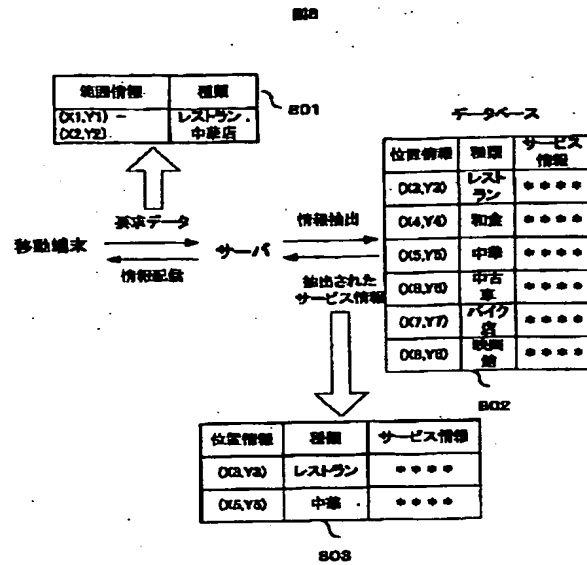 図8
範囲情報 種類
(X1,Y1) - レストラン,
(X2,Y2) 中華店
801
データベース
位置情報 種類 サービス
情報
(X3,Y3) レスト
ラン ****
(X4,Y4) 和食 ****
(X5,Y5) 中華 ****
(X6,Y6) 中古
車 ****
(X7,Y7) バイク
店 ****
(X8,Y8) 映画
館 ****
802
要求データ
移動端末
サーバ
情報配信
情報抽出
抽出された
サービス情報
位置情報 種類 サービス情報
(X3,Y3) レストラン ****
(X5,Y5) 中華 ****
803